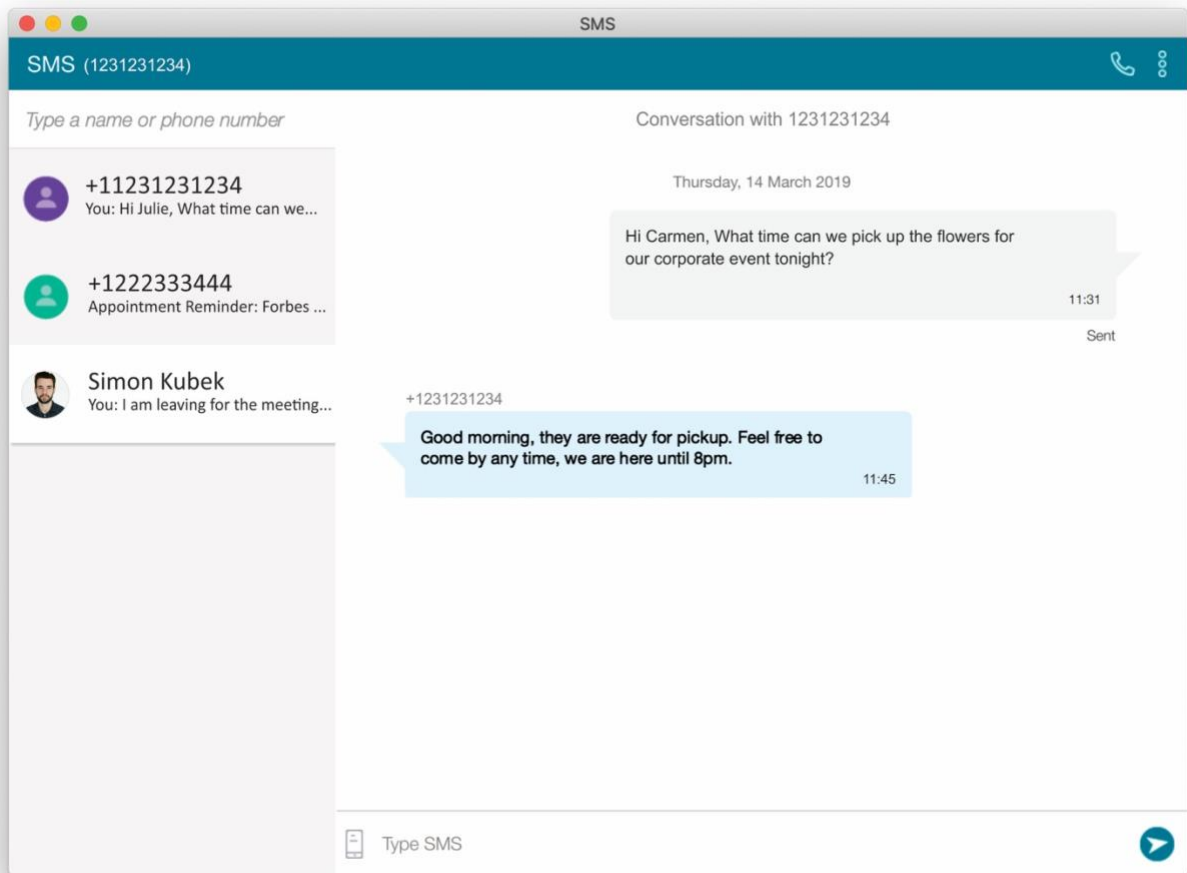 SMS
SMS (1231231234)
Type a name or phone number
+11231231234
You: Hi Julie, What time can we...
+1222333444
Appointment Reminder: Forbes ...
Simon Kubek
You: I am leaving for the meeting...
Conversation with 1231231234
Thursday, 14 March 2019
Hi Carmen, What time can we pick up the flowers for
our corporate event tonight?
11:31
Sent
+1231231234
Good morning, they are ready for pickup. Feel free to
come by any time, we are here until 8pm.
11:45
Type SMS